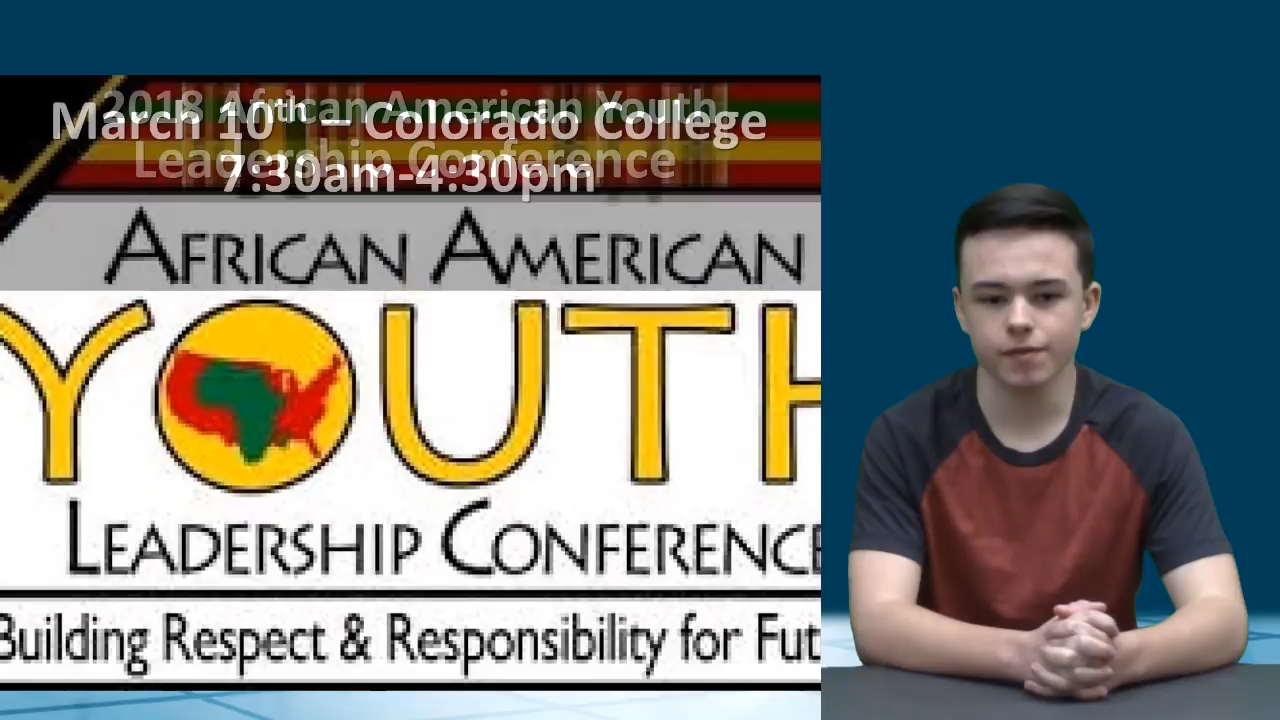 2018 African American Youth
Leadership Conference
March 10th – Colorado College
7:30am-4:30pm
AFRICAN AMERICAN
YOUTH
LEADERSHIP CONFERENCE
Building Respect & Responsibility for Fut